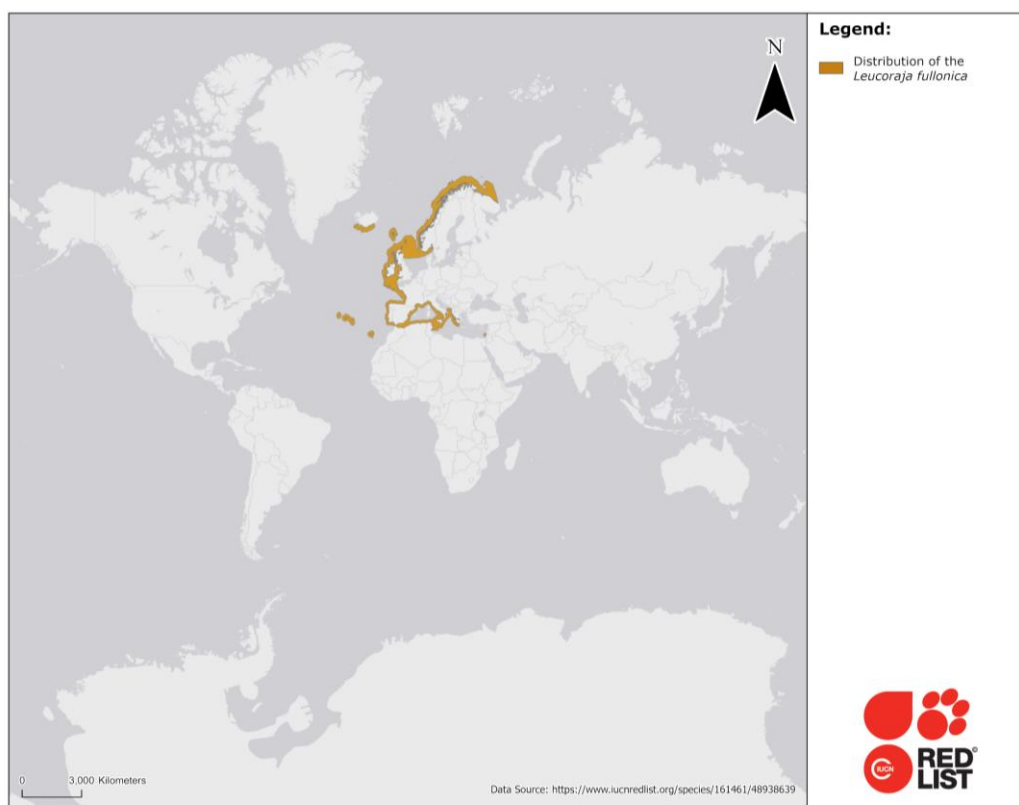 Legend:
N
Distribution of the
Leucoraja fullonica
0 3,000 Kilometers
Data Source: https://www.iucnredlist.org/species/161461/48938639
IUCN
RED©
LIST